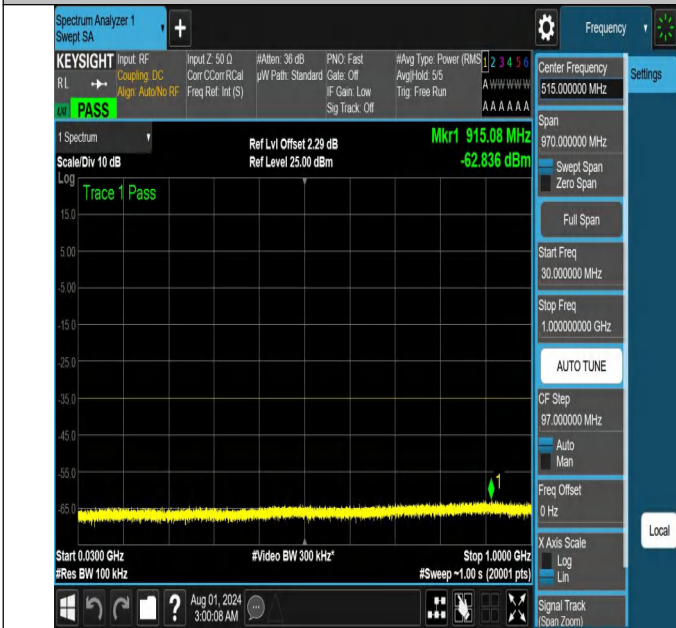 Spectrum Analyzer 1
Swept SA
+
Frequency
KEYSIGHT
RL
Input: RF
Coupling: DC
Align: Auto/No RF
Input Z: 50 Ω
Corr CCorr RCal
Freq Ref: Int (S)
#Atten: 36 dB
µW Path: Standard
PNO: Fast
Gate: Off
IF Gain: Low
Sig Track: Off
#Avg Type: Power (RMS
Avg|Hold: 5/5
Trig: Free Run
1 2 3 4 5 6
A W W W W W
A A A A A A
PASS
1 Spectrum
Scale/Div 10 dB
Ref Lvl Offset 2.29 dB
Ref Level 25.00 dBm
Mkr1 915.08 MHz
-62.836 dBm
Log
Trace 1 Pass
15.0
5.00
-5.00
-15.0
-25.0
-35.0
-45.0
-55.0
-65.0
1
Start 0.0300 GHz
#Res BW 100 kHz
#Video BW 300 kHz*
Stop 1.0000 GHz
#Sweep ~1.00 s (20001 pts)
Center Frequency
515.000000 MHz
Span
970.000000 MHz
Swept Span
Zero Span
Full Span
Start Freq
30.000000 MHz
Stop Freq
1.000000000 GHz
AUTO TUNE
CF Step
97.000000 MHz
Auto
Man
Freq Offset
0 Hz
X Axis Scale
Log
Lin
Signal Track
(Span Zoom)
Settings
Local
?
Aug 01, 2024
3:00:08 AM